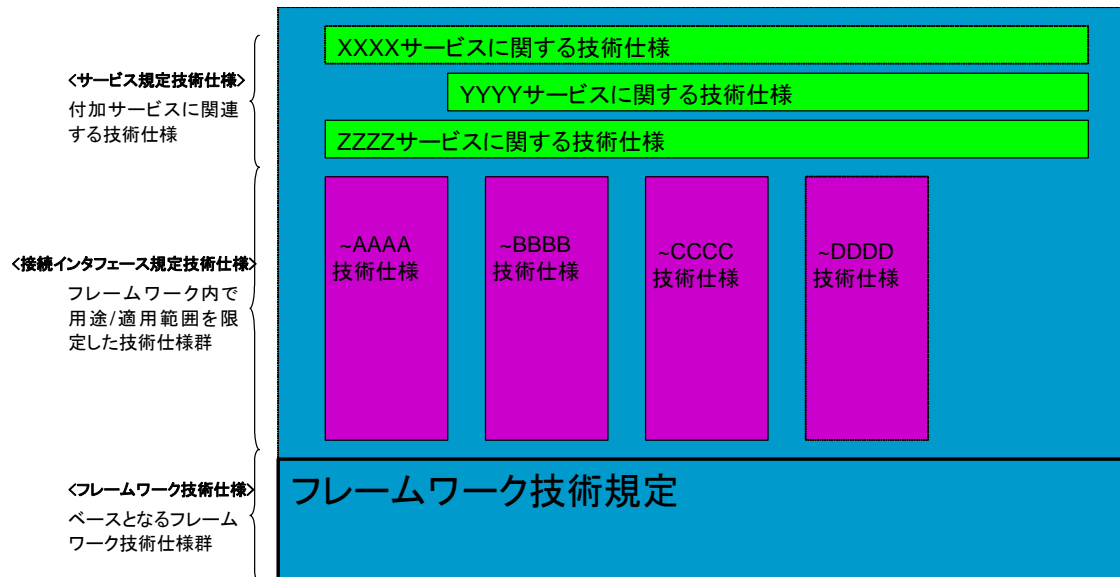 XXXXサービスに関する技術仕様
<サービス規定技術仕様>
付加サービスに関連
する技術仕様
YYYYサービスに関する技術仕様
ZZZZサービスに関する技術仕様
~AAAA
技術仕様
~BBBB
技術仕様
~CCCC
技術仕様
~DDDD
技術仕様
<接続インタフェース規定技術仕様>
フレームワーク内で
用途/適用範囲を限
定した技術仕様群
<フレームワーク技術仕様>
ベースとなるフレーム
ワーク技術仕様群
フレームワーク技術規定